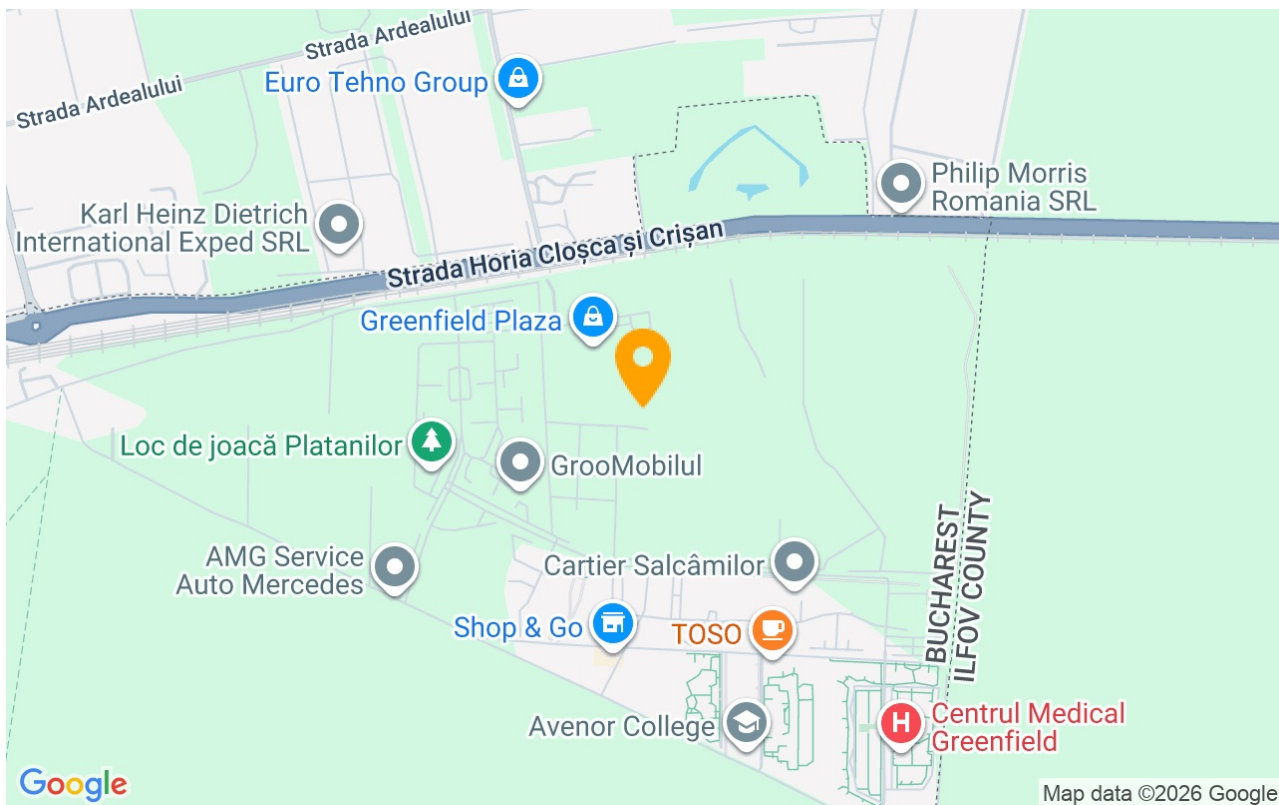 Strada Ardealului
Strada Ardealului
Euro Tehno Group
Philip Morris
Romania SRL
Karl Heinz Dietrich
International Exped SRL
Strada Horia Cloșca și Crișan
Greenfield Plaza
Loc de joacă Platanilor
GrooMobilul
AMG Service
Auto Mercedes
Cartier Salcâmilor
BUCHAREST
ILFOV COUNTY
Shop & Go
TOSO
Avenor College
Centrul Medical
Greenfield
Google
Map data ©2026 Google